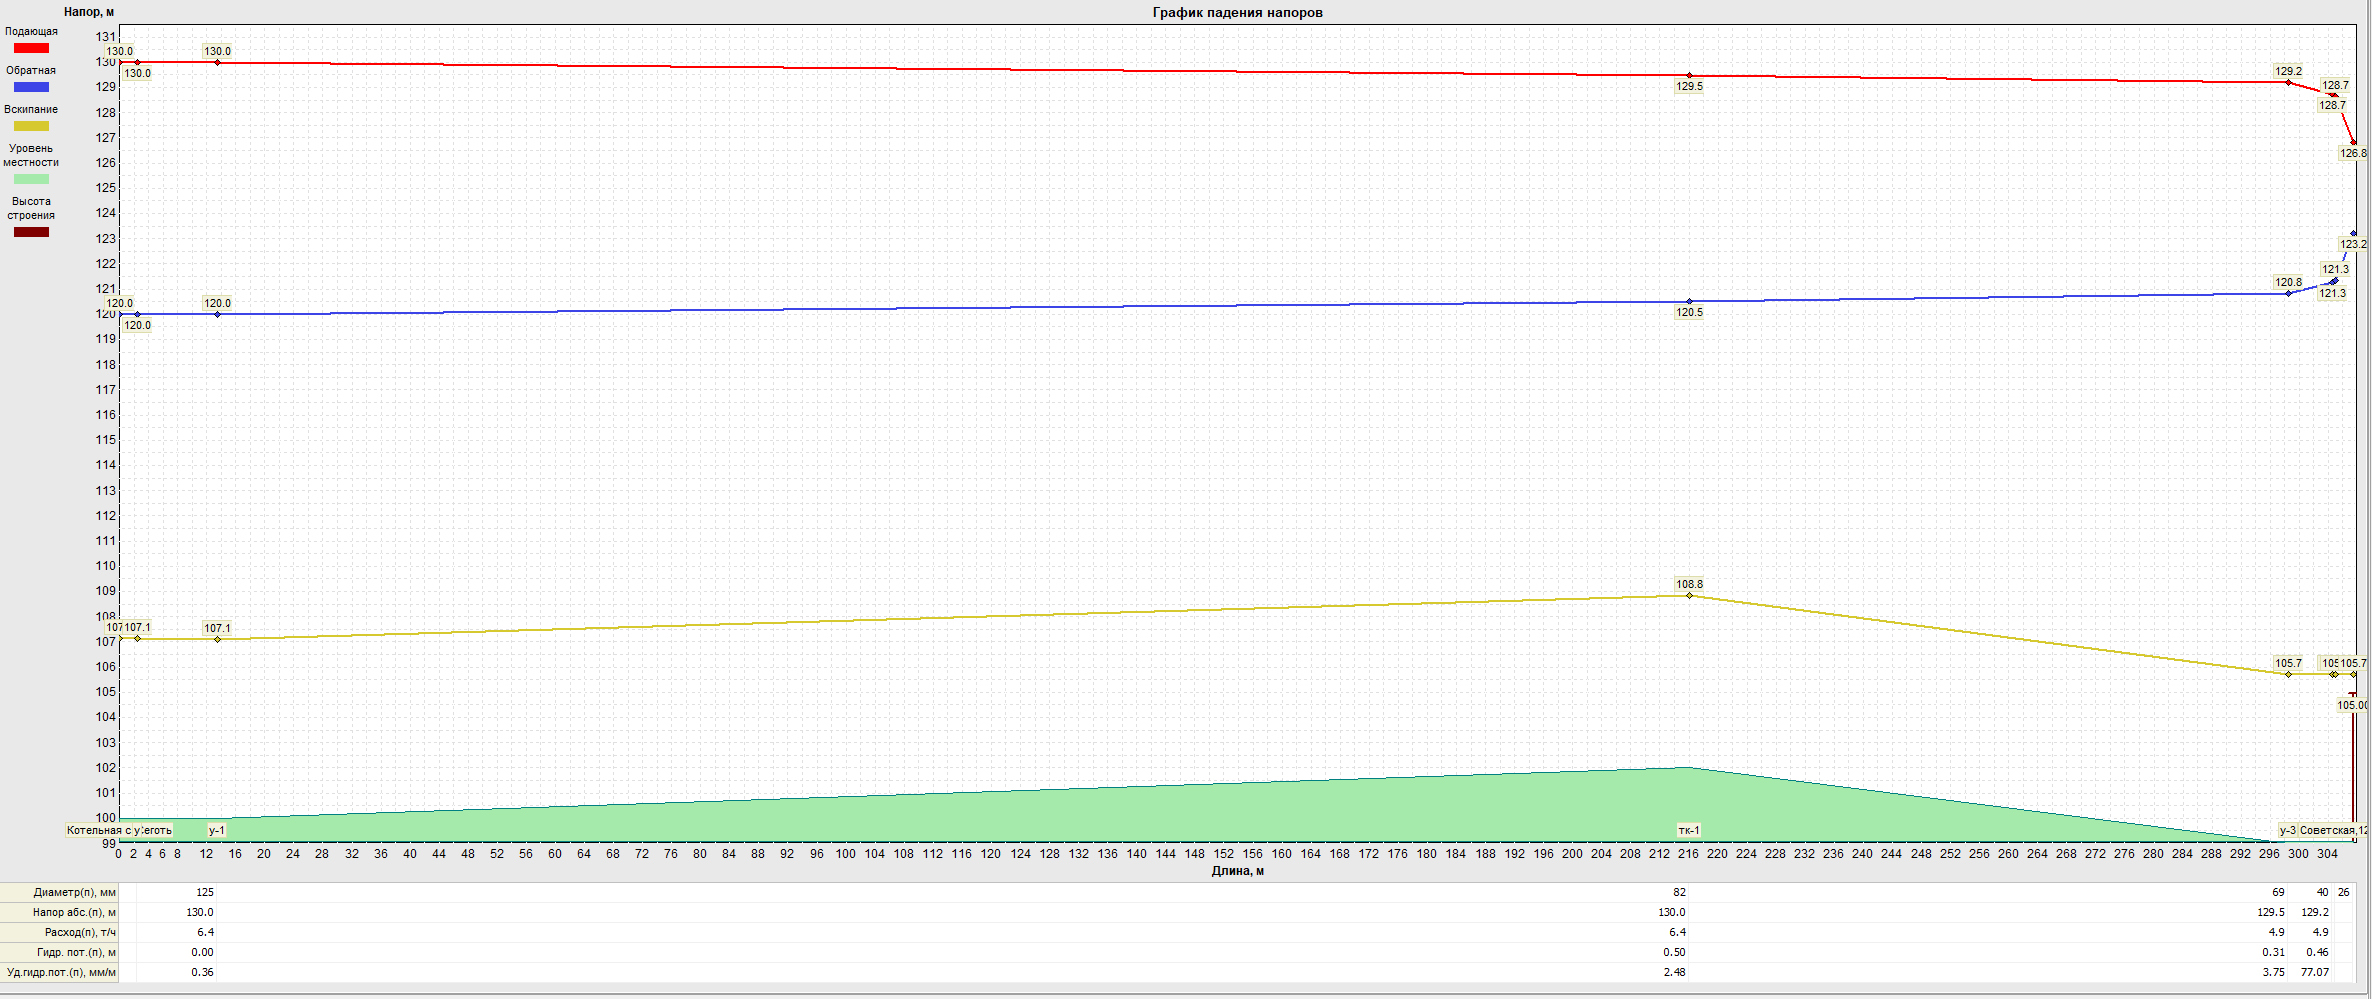 Напор, м
График падения напоров
Подающая
Обратная
Вскипание
Уровень
местности
Высота
строения
131
130
129
128
127
126
125
124
123
122
121
120
119
118
117
116
115
114
113
112
111
110
109
108
107
106
105
104
103
102
101
100
99
130.0
130.0
130.0
129.5
129.2
128.7
128.7
126.8
120.0
120.0
120.0
120.5
120.8
121.3
121.3
123.2
107.1
107.1
108.8
105.7
105.7
105.00
Котельная с у
еготь
у-1
тк-1
у-3
Советская,12
0 2 4 6 8 12 16 20 24 28 32 36 40 44 48 52 56 60 64 68 72 76 80 84 88 92 96 100 104 108 112 116 120 124 128 132 136 140 144 148 152 156 160 164 168 172 176 180 184 188 192 196 200 204 208 212 216 220 224 228 232 236 240 244 248 252 256 260 264 268 272 276 280 284 288 292 296 300 304
Длина, м
Диаметр(п), мм 125 82 69 40 26
Напор абс.(п), м 130.0 130.0 129.5 129.2
Расход(п), т/ч 6.4 6.4 4.9 4.9
Гидр. пот.(п), м 0.00 0.50 0.31 0.46
Уд.гидр.пот.(п), мм/м 0.36 2.48 3.75 77.07